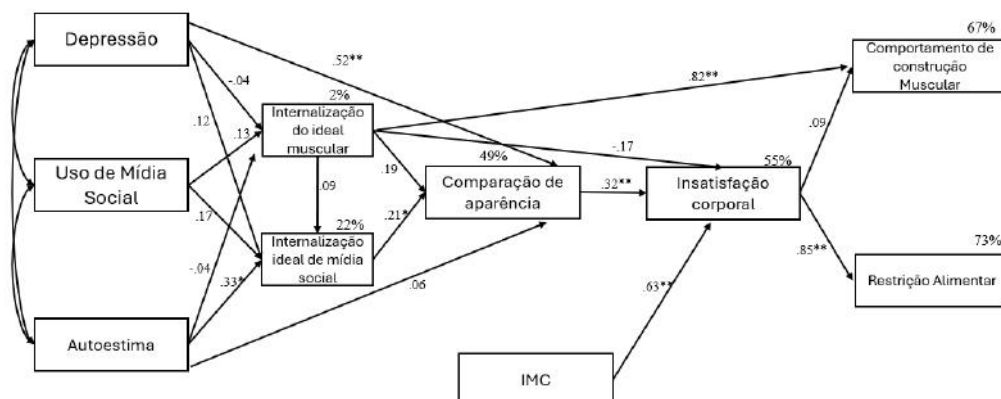 67%
Depressão
Comportamento de
construção
Muscular
.52**
-.04
2%
.82**
Internalização
do ideal
muscular
.12
.13
.09
-.17
49%
55%
Uso de Mídia
Social
.09
.19
Comparação de
aparência
.32**
Insatisfação
corporal
.17
22%
.21*
73%
Internalização
ideal de mídia
social
.85**
-.04
.33*
.06
.63**
Restrição Alimentar
Autoestima
IMC